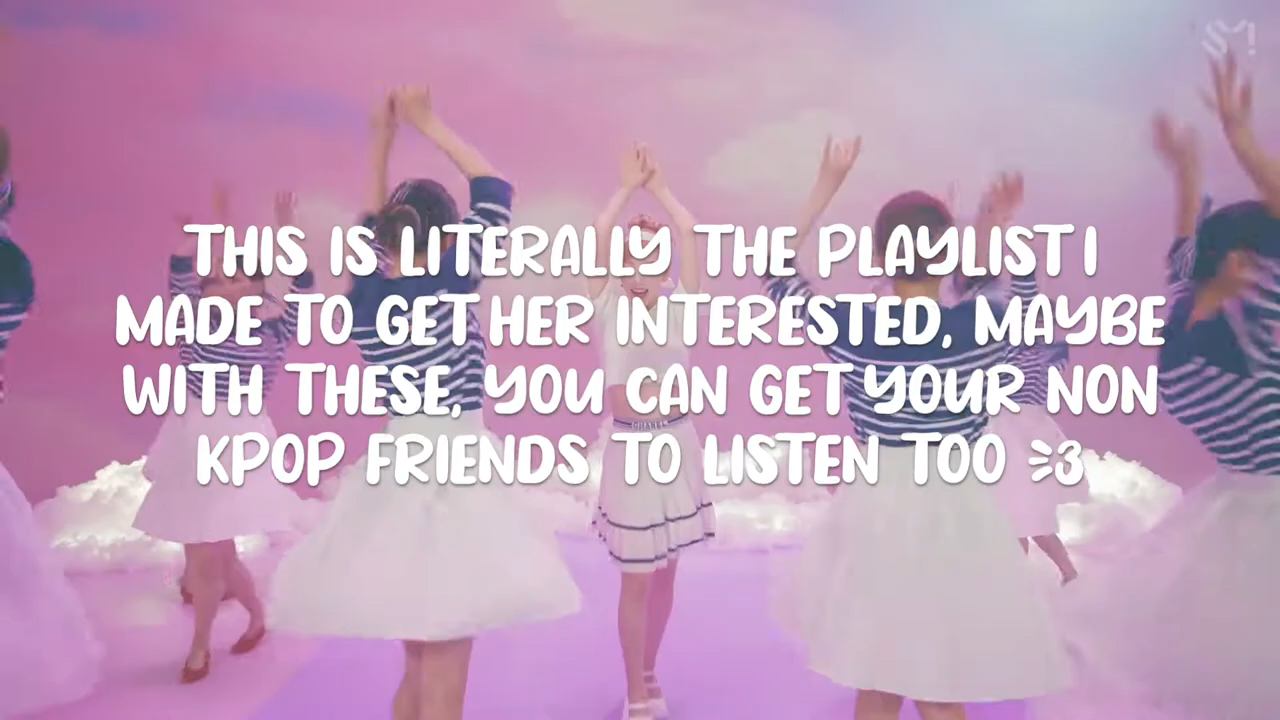 SM!
THIS IS LITERALLY THE PLAYLIST I
MADE TO GET HER INTERESTED, MAYBE
WITH THESE, YOU CAN GET YOUR NON
KPOP FRIENDS TO LISTEN TOO >:3